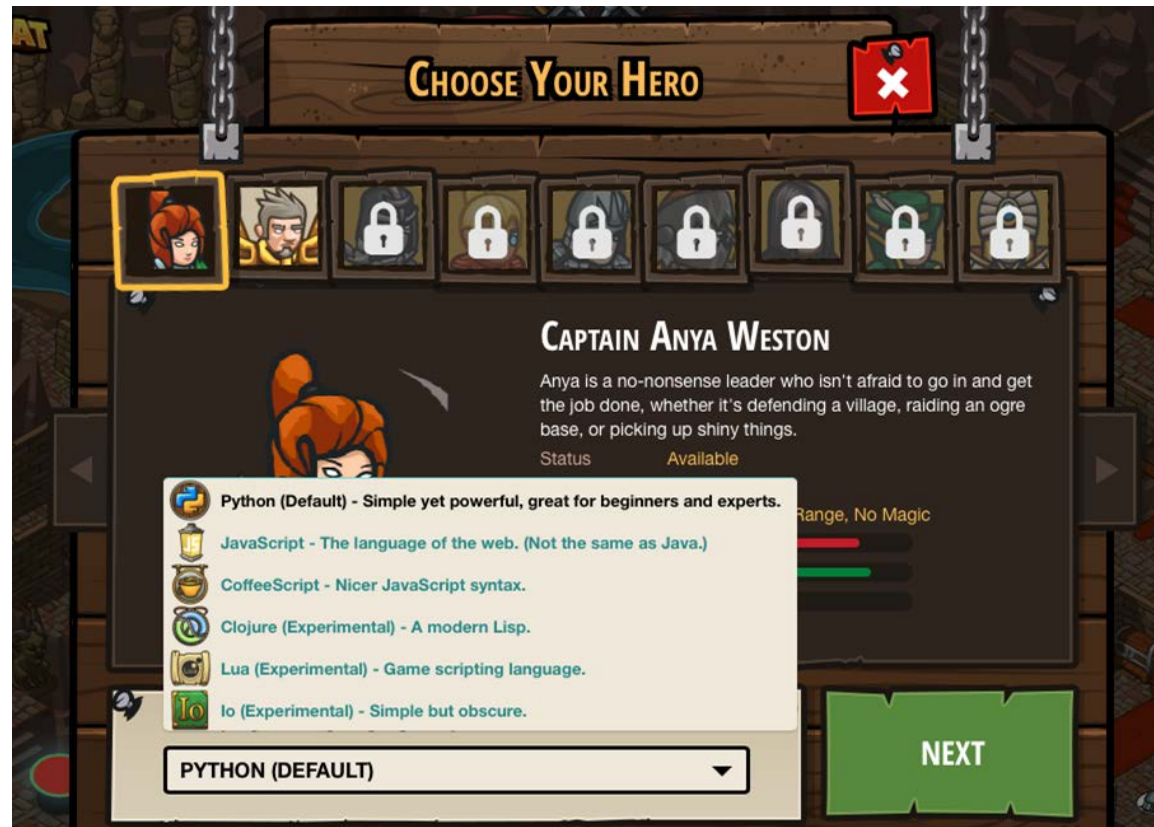 AT
CHOOSE YOUR HERO
CAPTAIN ANYA WESTON
Anya is a no-nonsense leader who isn't afraid to go in and get
the job done, whether it's defending a village, raiding an ogre
base, or picking up shiny things.
Status Available
Range, No Magic
Python (Default) - Simple yet powerful, great for beginners and experts.
JS
JavaScript - The language of the web. (Not the same as Java.)
CoffeeScript - Nicer JavaScript syntax.
Clojure (Experimental) - A modern Lisp.
Lua (Experimental) - Game scripting language.
Io
Io (Experimental) - Simple but obscure.
PYTHON (DEFAULT)
NEXT